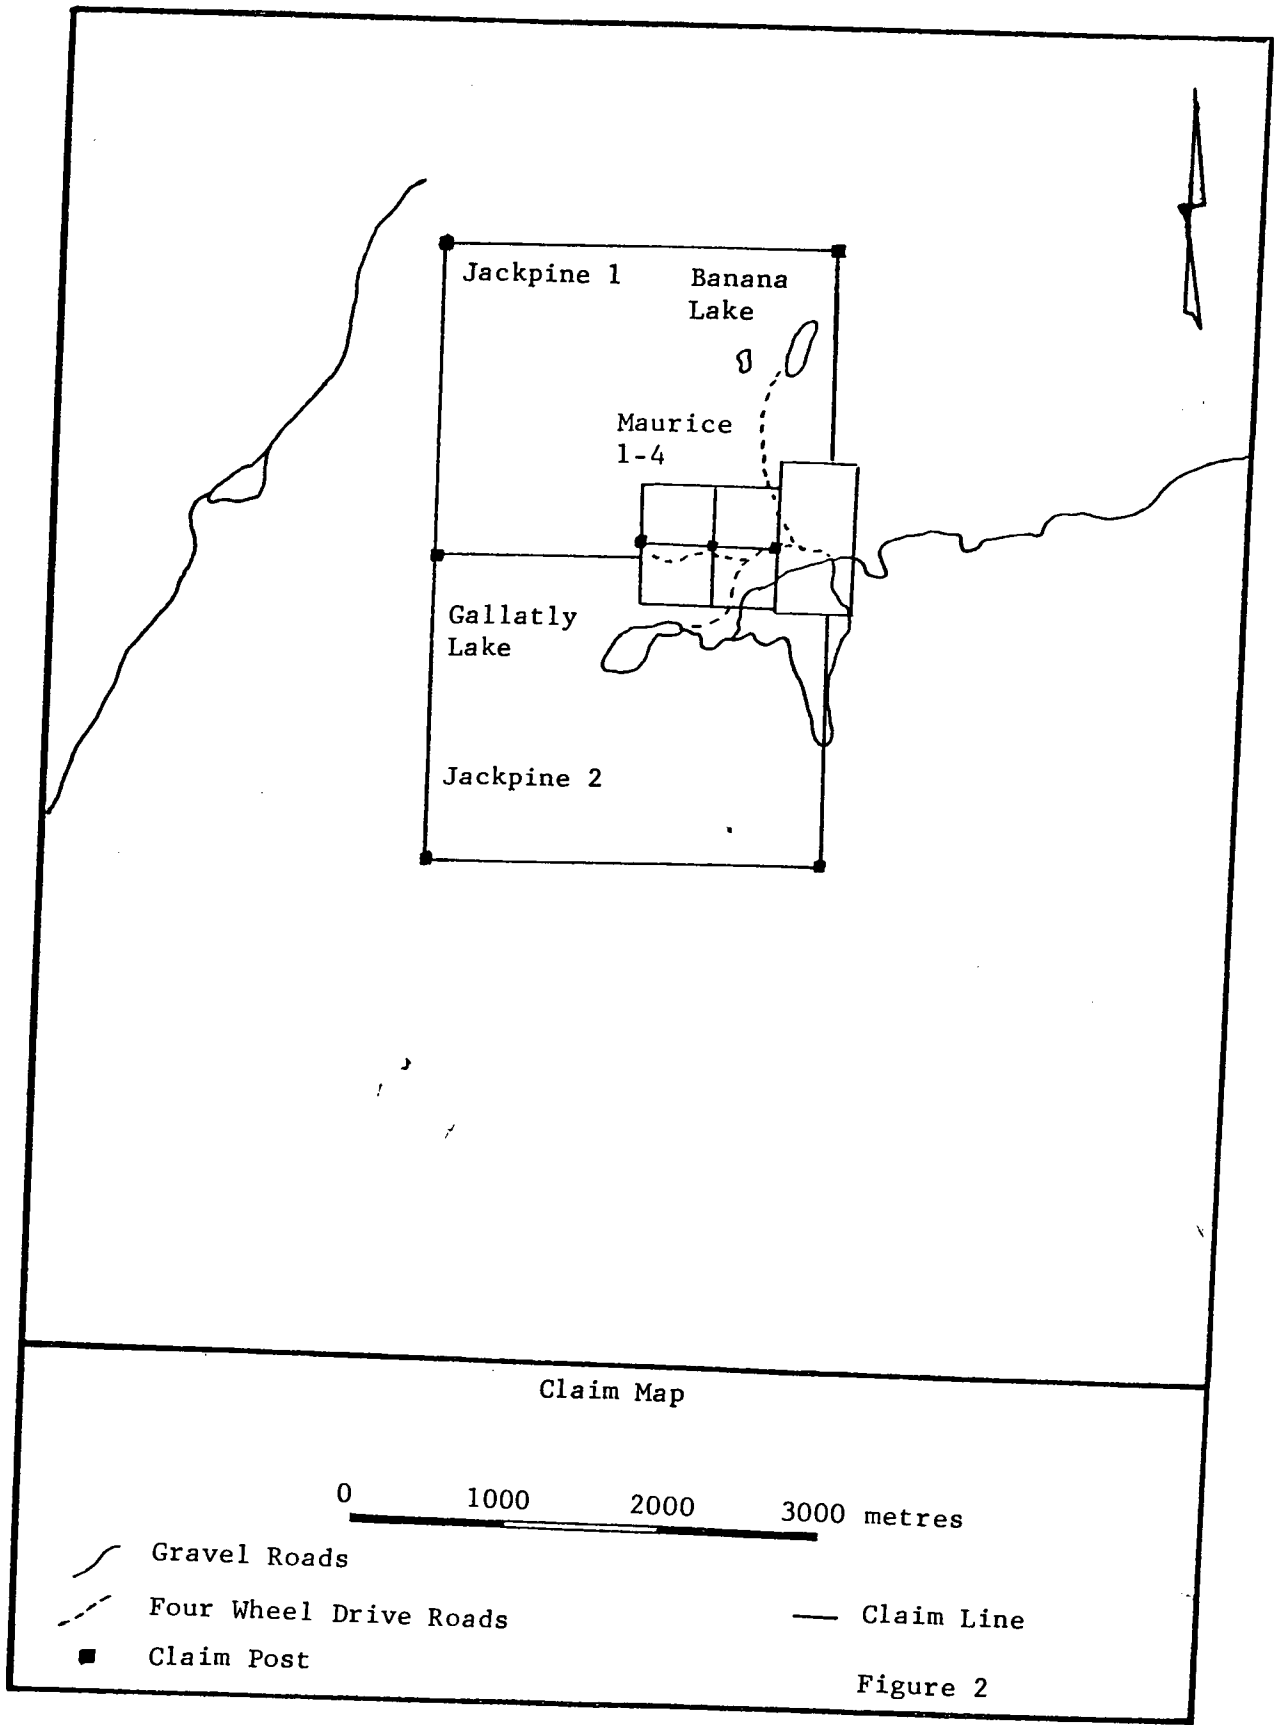 Jackpine 1
Banana
Lake
Maurice
1-4
Gallatly
Lake
Jackpine 2
Claim Map
0 1000 2000 3000 metres
Gravel Roads
Four Wheel Drive Roads
Claim Line
Claim Post
Figure 2